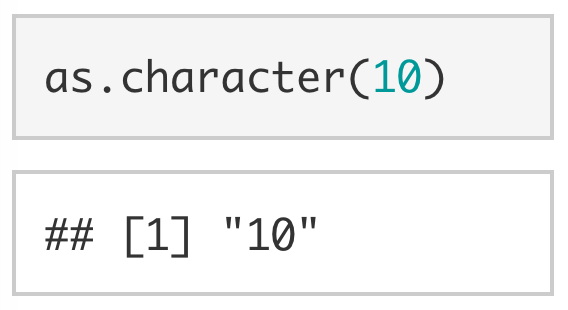 as.character(10)
## [1] "10"